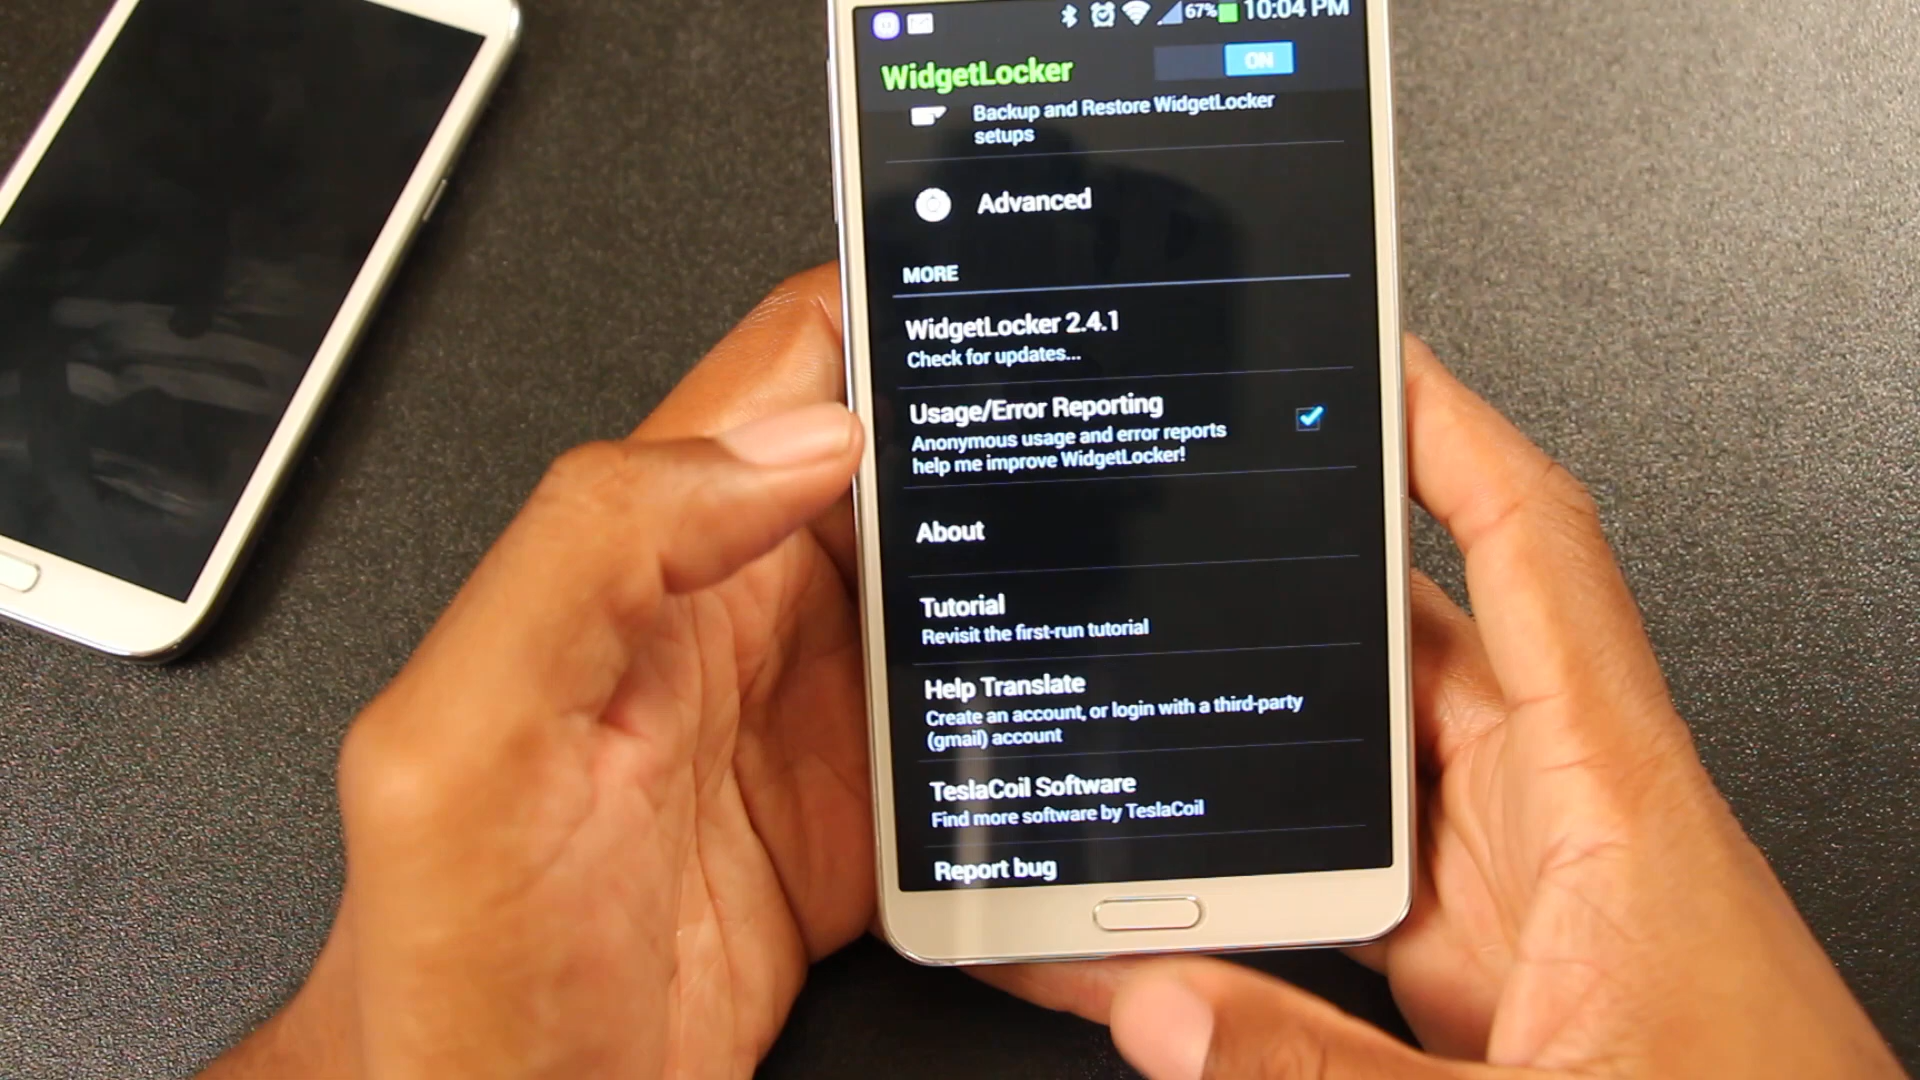 67% 10:04 PM
WidgetLocker ON
Backup and Restore WidgetLocker
setups
Advanced
MORE
WidgetLocker 2.4.1
Check for updates...
Usage/Error Reporting
Anonymous usage and error reports
help me improve WidgetLocker!
About
Tutorial
Revisit the first-run tutorial
Help Translate
Create an account, or login with a third-party
(gmail) account
TeslaCoil Software
Find more software by TeslaCoil
Report bug